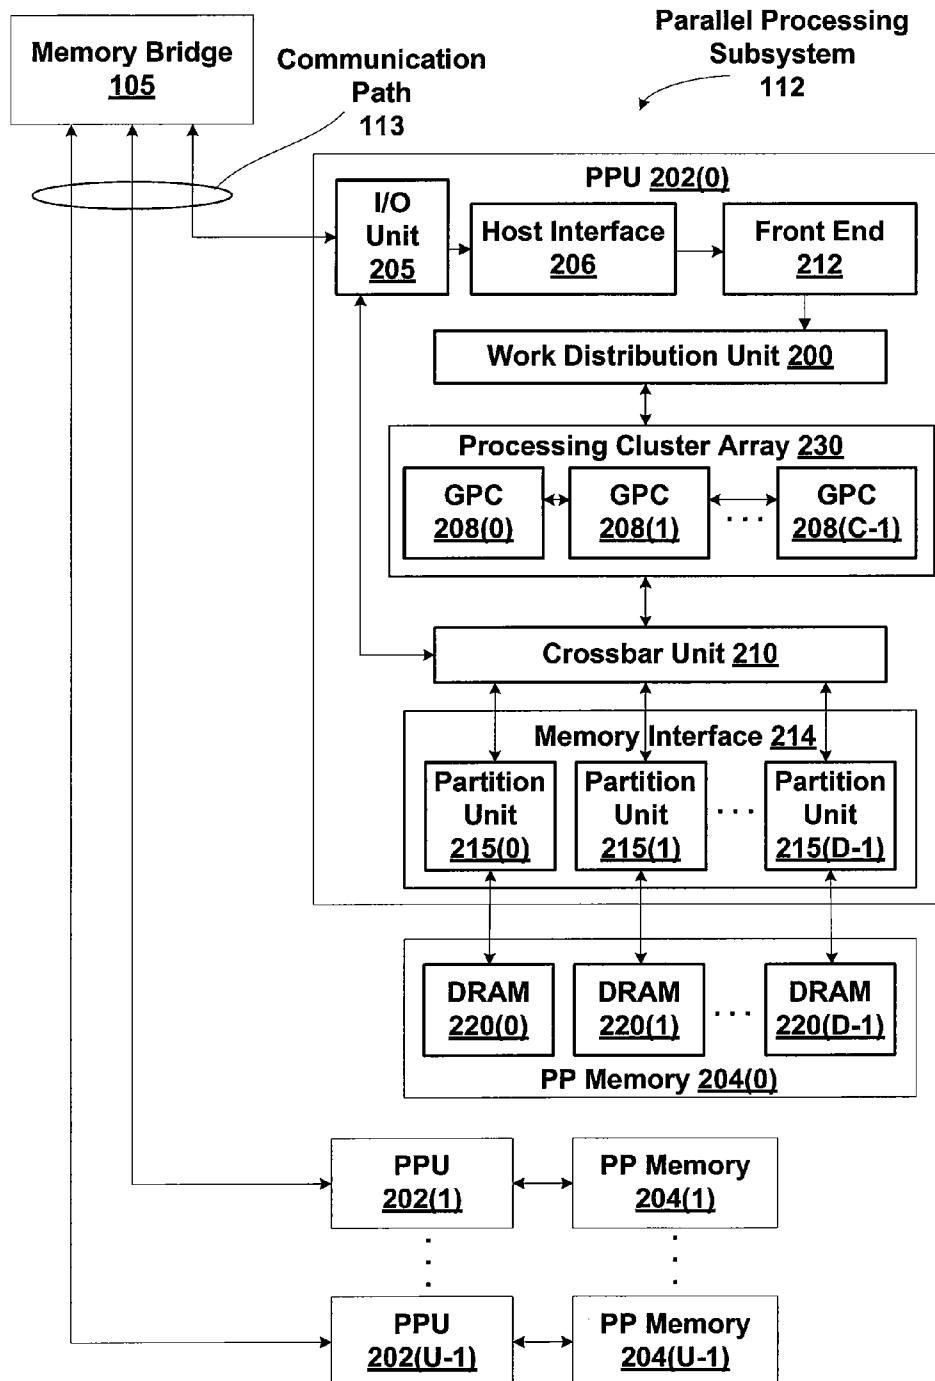 Memory Bridge
105
Communication
Path
113
Parallel Processing
Subsystem
112
PPU 202(0)
I/O
Unit
205
Host Interface
206
Front End
212
Work Distribution Unit 200
Processing Cluster Array 230
GPC
208(0)
GPC
208(1)
. . .
GPC
208(C-1)
Crossbar Unit 210
Memory Interface 214
Partition
Unit
215(0)
Partition
Unit
215(1)
. . .
Partition
Unit
215(D-1)
DRAM
220(0)
DRAM
220(1)
. . .
DRAM
220(D-1)
PP Memory 204(0)
PPU
202(1)
PP Memory
204(1)
PPU
202(U-1)
PP Memory
204(U-1)